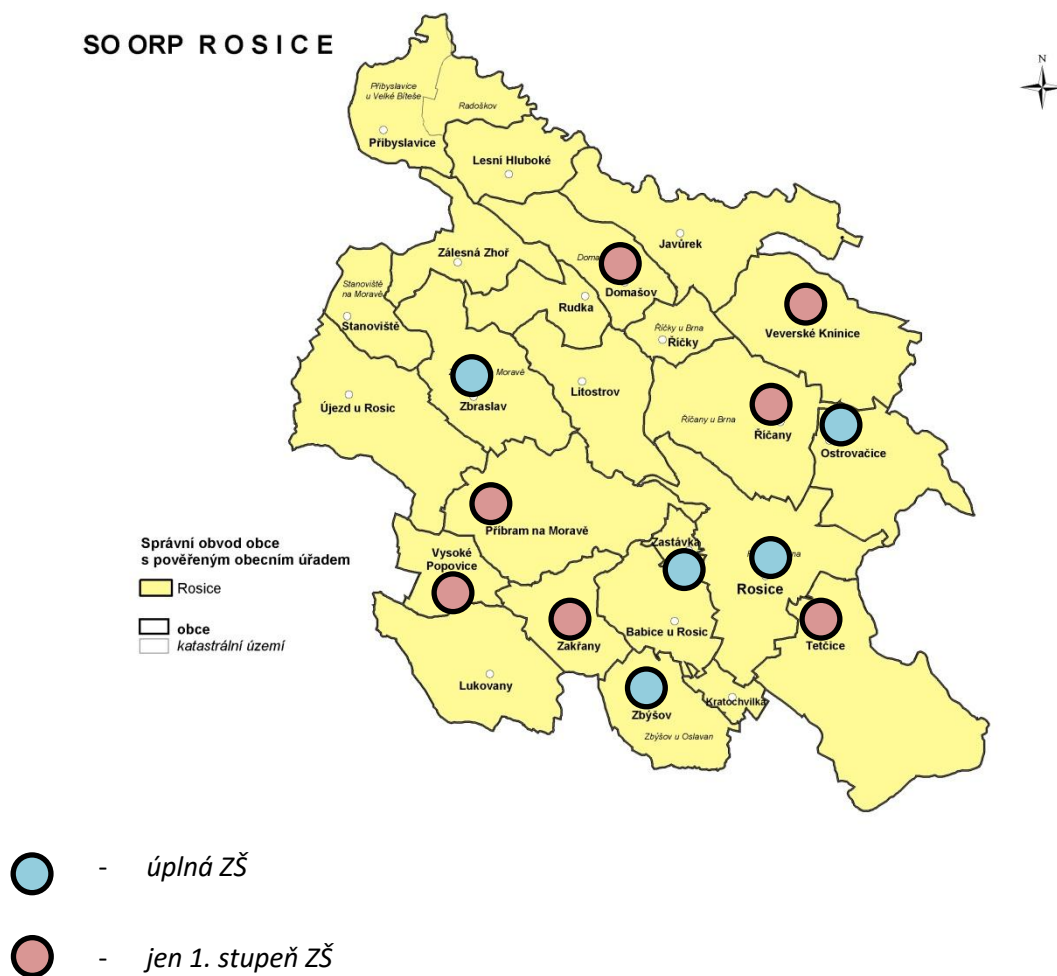 SO ORP R O S I C E
N
Přibyslavice
u Velké Bíteše
Radoškov
Přibyslavice
Lesní Hluboké
Javůrek
Zálesná Zhoř
Doma
Domašov
Stanoviště
na Moravě
Rudka
Veverské Knínice
Stanoviště
Říčky u Brna
Říčky
Moravě
Litostrov
Újezd u Rosic
Zbraslav
Říčany u Brna
Říčany
Ostrovačice
Příbram na Moravě
Správní obvod obce
s pověřeným obecním úřadem
Rosice
obce
katastrální území
Vysoké
Popovice
Zastávka
Rosice
Babice u Rosic
Tetčice
Zakřany
Lukovany
Kratochvilka
Zbýšov
Zbýšov u Oslavan
- úplná ZŠ
- jen 1. stupeň ZŠ